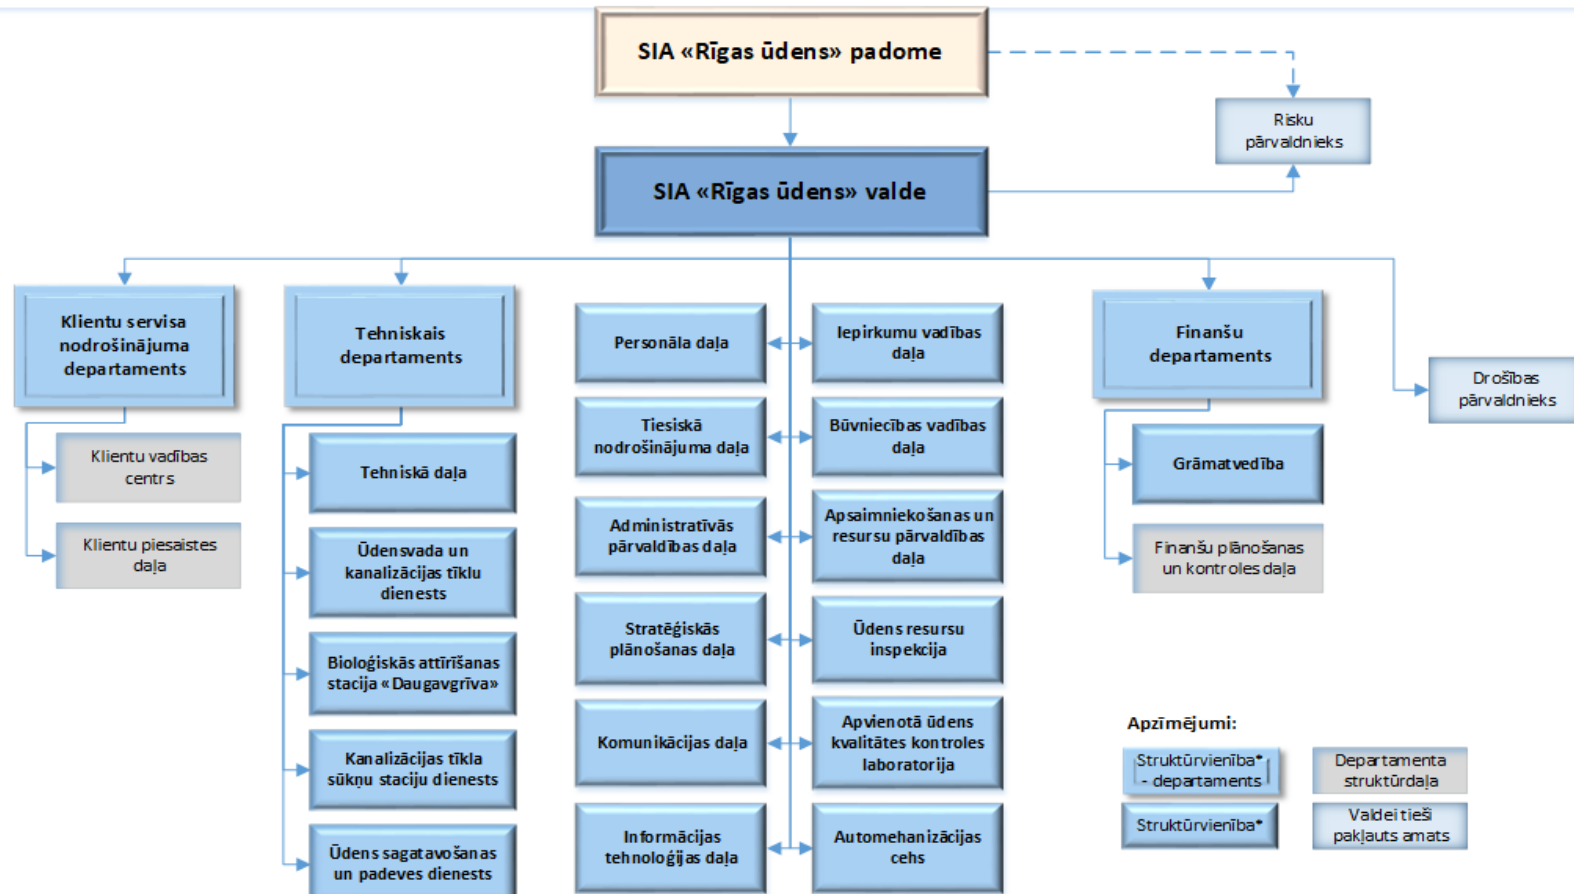 SIA «Rīgas ūdens» padome
Risku
pārvaldnieks
SIA «Rīgas ūdens» valde
Klientu servisa
nodrošinājuma
departaments
Klientu vadības
centrs
Klientu piesaistes
daļa
Tehniskais
departaments
Tehniskā daļa
Ūdensvada un
kanalizācijas tīklu
dienests
Bioloģiskās attīrīšanas
stacija «Daugavgrīva»
Kanalizācijas tīkla
sūkņu staciju dienests
Ūdens sagatavošanas
un padeves dienests
Personāla daļa
Iepirkumu vadības
daļa
Tiesiskā
nodrošinājuma daļa
Būvniecības vadības
daļa
Administratīvās
pārvaldības daļa
Apsaimniekošanas un
resursu pārvaldības
daļa
Stratēģiskās
plānošanas daļa
Ūdens resursu
inspekcija
Komunikācijas daļa
Apvienotā ūdens
kvalitātes kontroles
laboratorija
Informācijas
tehnoloģijas daļa
Automehanizācijas
cehs
Finanšu
departaments
Grāmatvedība
Finanšu plānošanas
un kontroles daļa
Drošības
pārvaldnieks
Apzīmējumi:
Struktūrvienība*
- departaments
Departamenta
struktūrdaļa
Struktūrvienība*
Valdei tieši
pakļauts amats